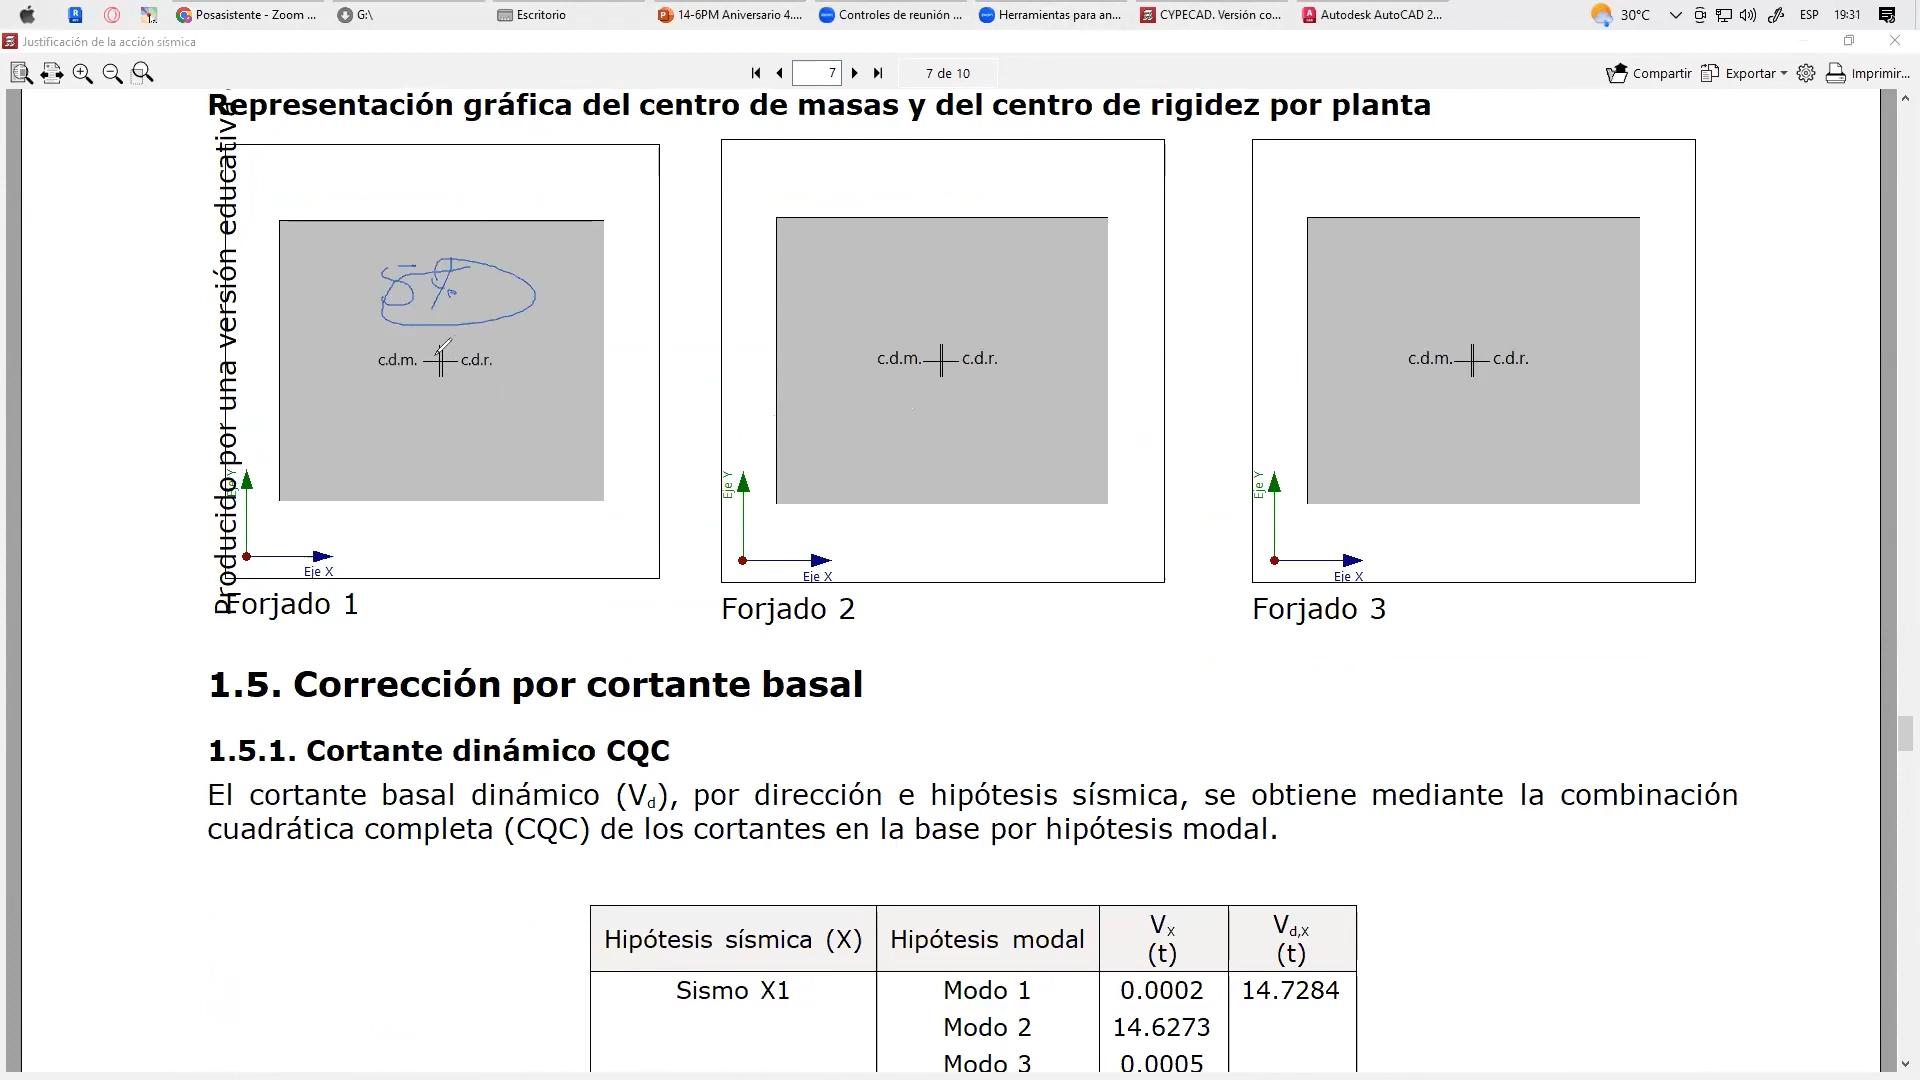 Posasistente - Zoom ...
G:\
Escritorio
14-6PM Aniversario 4....
Controles de reunión ...
Herramientas para an...
CYPECAD. Versión co...
Autodesk AutoCAD 2...
30°C
ESP
19:31
Justificación de la acción sísmica
7
7 de 10
Compartir
Exportar
Imprimir...
Representación gráfica del centro de masas y del centro de rigidez por planta
Producido por una versión educativa
5%
c.d.m. c.d.r.
c.d.m. c.d.r.
c.d.m. c.d.r.
Eje Y
Eje X
Eje Y
Eje X
Eje Y
Eje X
Forjado 1
Forjado 2
Forjado 3
1.5. Corrección por cortante basal
1.5.1. Cortante dinámico CQC
El cortante basal dinámico (Vd), por dirección e hipótesis sísmica, se obtiene mediante la combinación
cuadrática completa (CQC) de los cortantes en la base por hipótesis modal.
Hipótesis sísmica (X) Hipótesis modal Vx (t) Vd,X (t)
Sismo X1 Modo 1 0.0002 14.7284
Modo 2 14.6273
Modo 3 0.0005